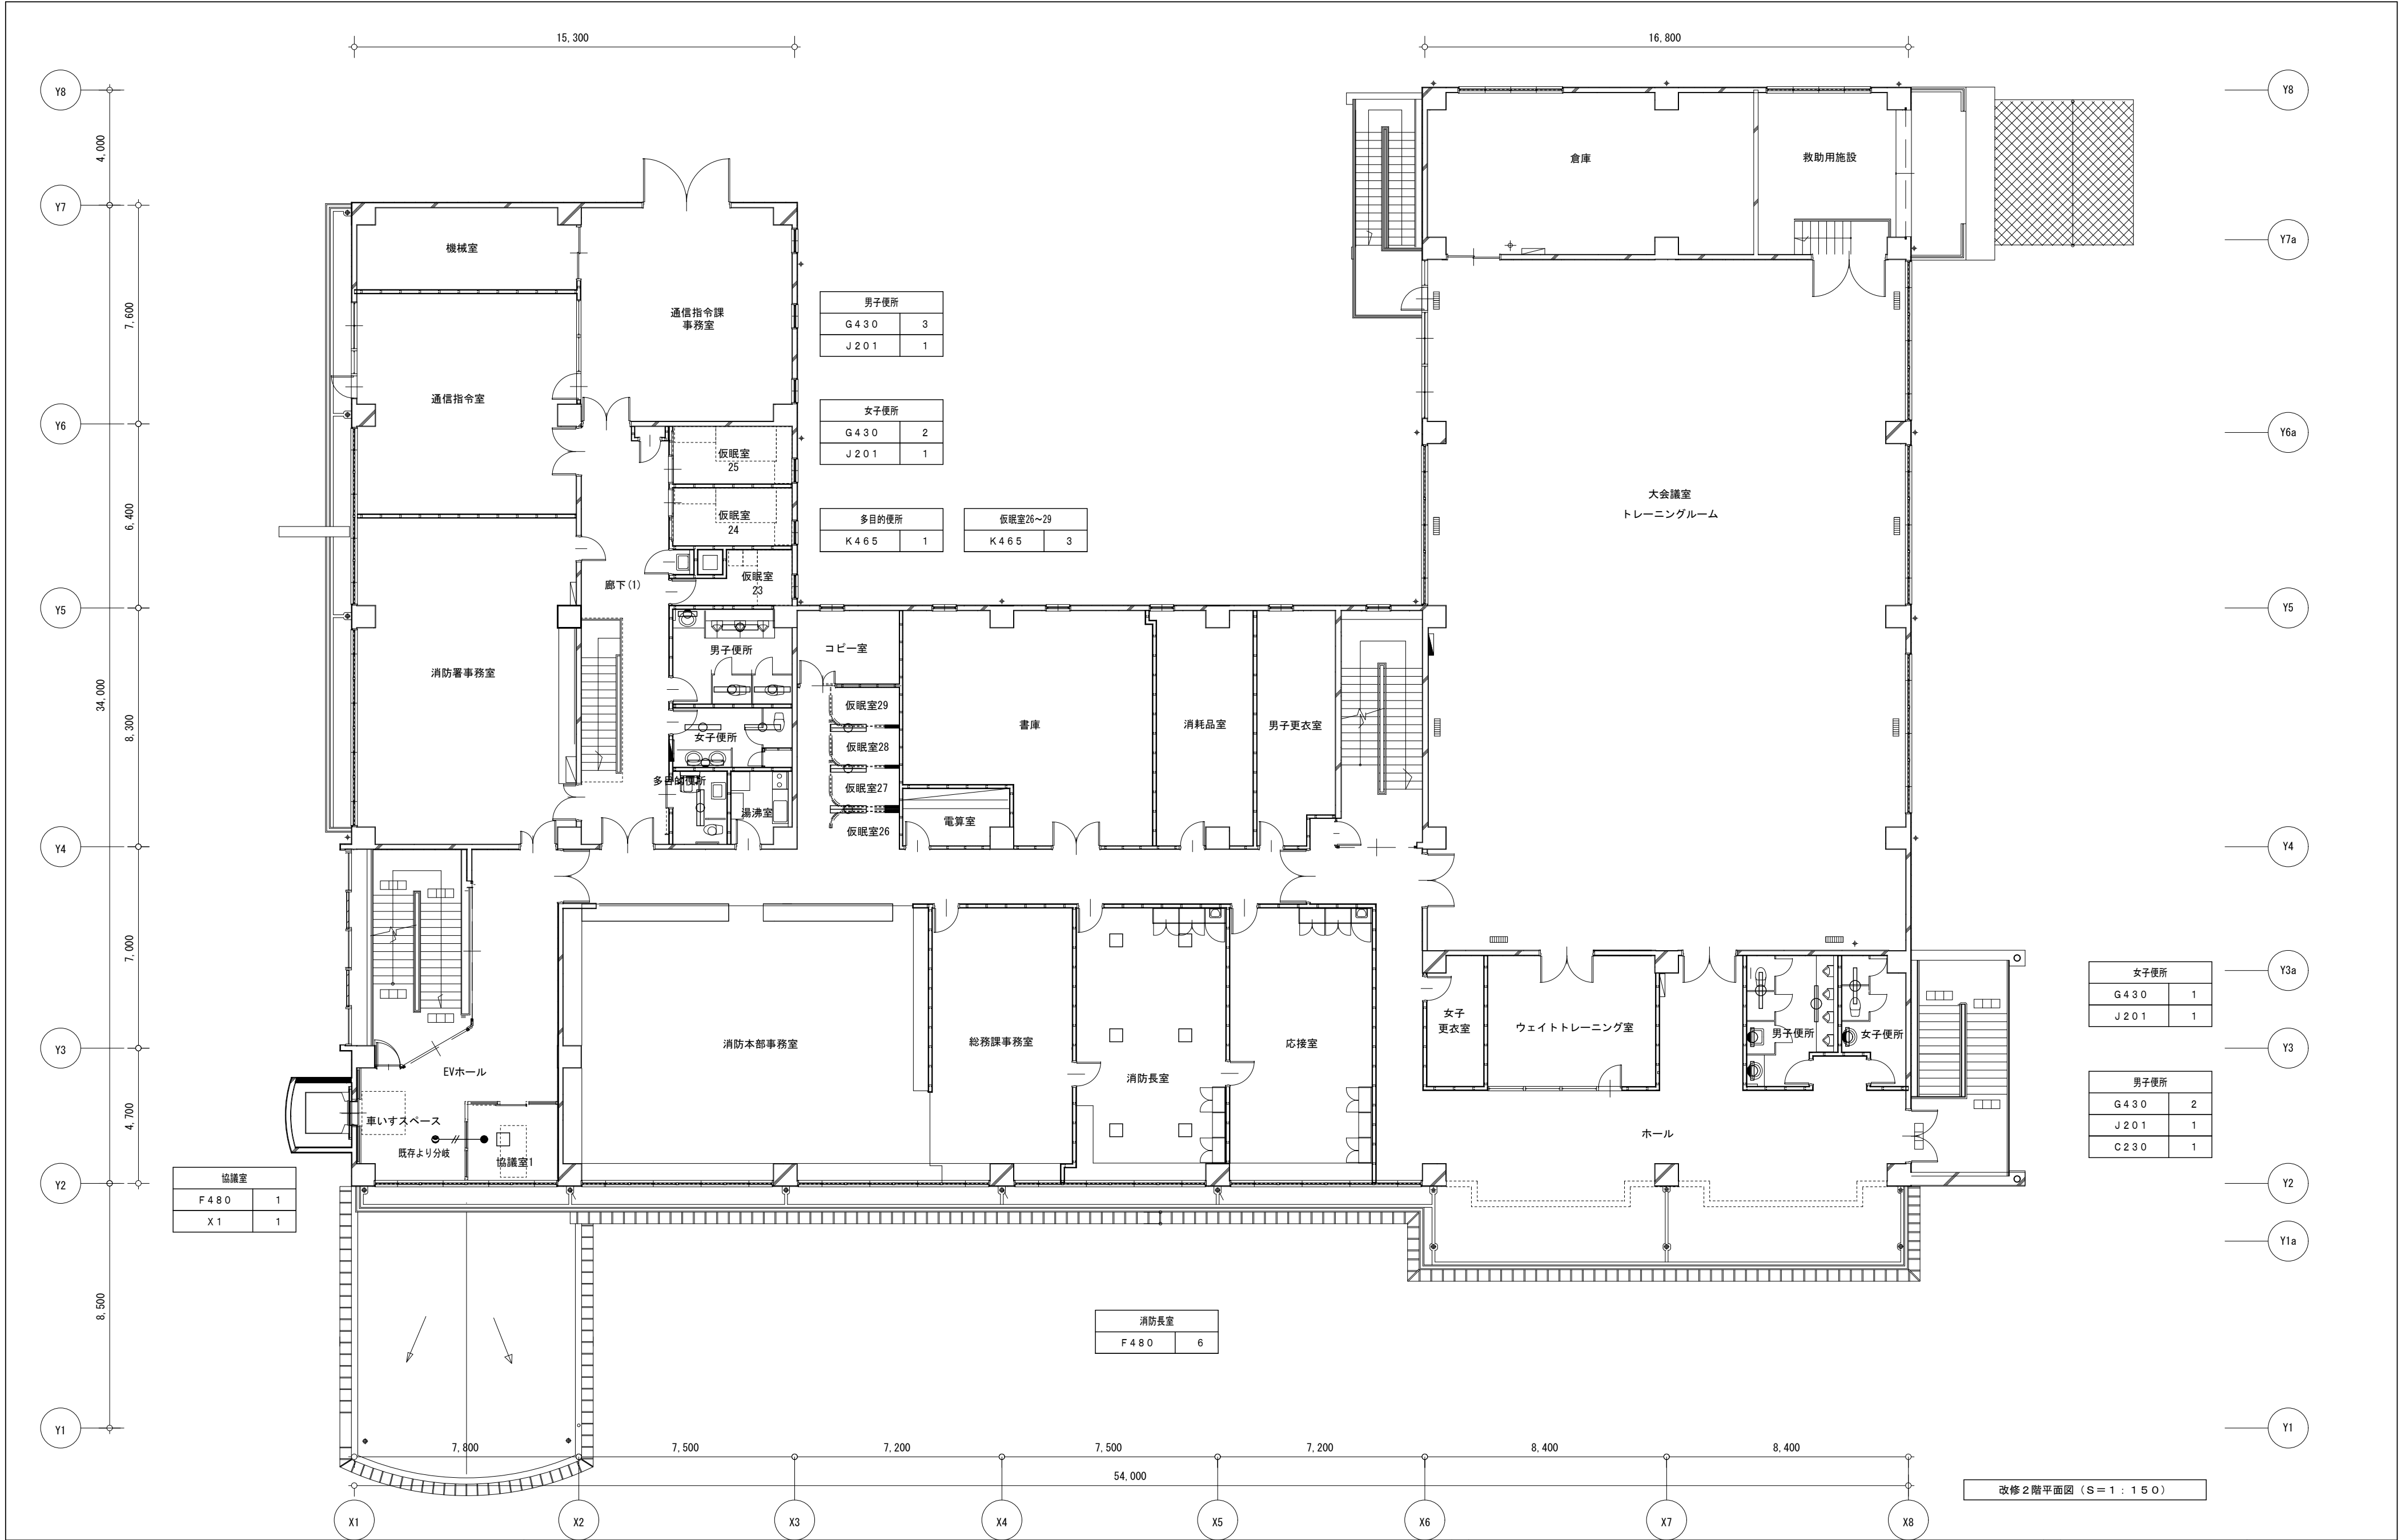 15,300
16,800
Y8
Y8
4,000
Y7
Y7a
7,600
機械室
通信指令課
事務室
通信指令室
倉庫
救助用施設
男子便所
G430 3
J201 1
女子便所
G430 2
J201 1
Y6
Y6a
6,400
仮眠室
25
仮眠室
24
仮眠室
23
多目的便所
K465 1
仮眠室26~29
K465 3
大会議室
トレーニングルーム
廊下(1)
Y5
Y5
34,000
8,300
消防署事務室
男子便所
女子便所
多目的便所
湯沸室
コピー室
仮眠室29
仮眠室28
仮眠室27
仮眠室26
書庫
電算室
消耗品室
男子更衣室
Y4
Y4
7,000
Y3a
女子便所
G430 1
J201 1
消防本部事務室
総務課事務室
消防長室
応接室
女子
更衣室
ウェイトトレーニング室
男子便所
女子便所
Y3
Y3
EVホール
4,700
車いすスペース
既存より分岐
協議室1
ホール
男子便所
G430 2
J201 1
C230 1
協議室
F480 1
X1 1
Y2
Y2
Y1a
8,500
消防長室
F480 6
Y1
Y1
7,800
7,500
7,200
7,500
7,200
8,400
8,400
54,000
改修2階平面図(S=1:150)
X1
X2
X3
X4
X5
X6
X7
X8